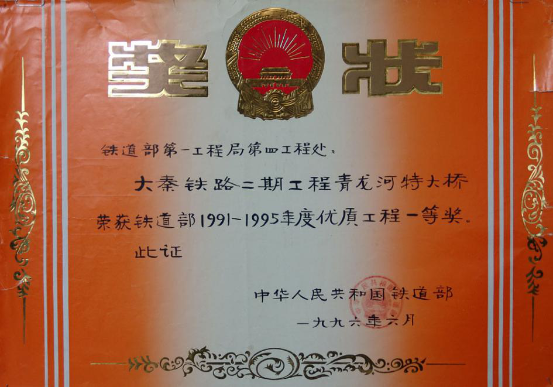 奖状
铁道部第一工程局第四工程处、
大秦铁路二期工程青龙河特大桥
荣获铁道部1991~1995年度优质工程一等奖。
此证
中华人民共和国铁道部
一九九六年六月